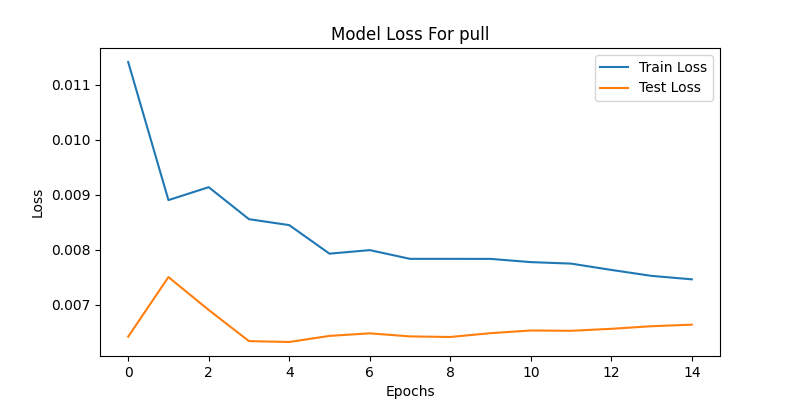 Model Loss For pull
Train Loss
Test Loss
0.011
0.010
0.009
0.008
0.007
Loss
0 2 4 6 8 10 12 14
Epochs